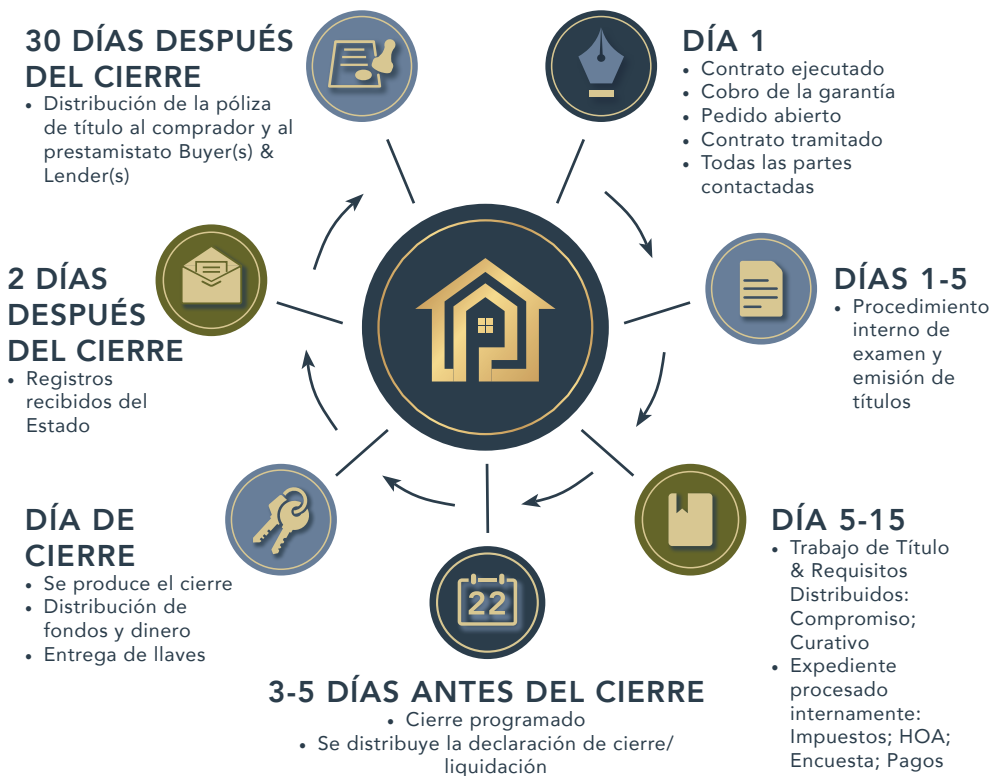 DÍA 1
• Contrato ejecutado
• Cobro de la garantía
• Pedido abierto
• Contrato tramitado
• Todas las partes
contactadas
DÍAS 1-5
• Procedimiento
interno de
examen y
emisión de
títulos
DÍA 5-15
• Trabajo de Título
& Requisitos
Distribuidos:
Compromiso;
Curativo
• Expediente
procesado
internamente:
Impuestos; HOA;
Encuesta; Pagos
22
3-5 DÍAS ANTES DEL CIERRE
• Cierre programado
• Se distribuye la declaración de cierre/
liquidación
DÍA DE
CIERRE
• Se produce el cierre
• Distribución de
fondos y dinero
• Entrega de llaves
2 DÍAS
DESPUÉS
DEL CIERRE
• Registros
recibidos del
Estado
30 DÍAS DESPUÉS
DEL CIERRE
• Distribución de la póliza
de título al comprador y al
prestamistato Buyer(s) &
Lender(s)